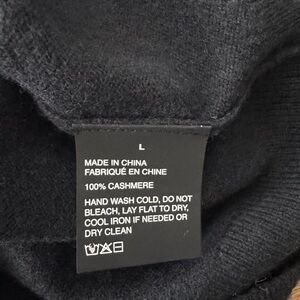 L
MADE IN CHINA
FABRIQUÉ EN CHINE
100% CASHMERE
HAND WASH COLD, DO NOT
BLEACH, LAY FLAT TO DRY,
COOL IRON IF NEEDED OR
DRY CLEAN